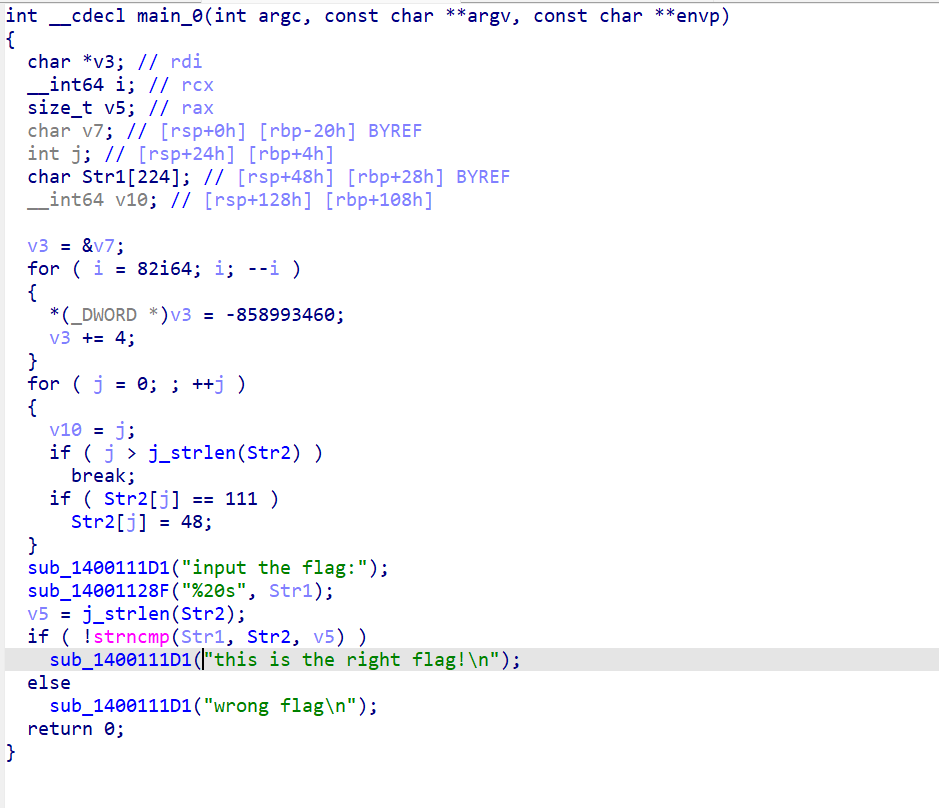 int __cdecl main_0(int argc, const char **argv, const char **envp)
{
  char *v3; // rdi
  __int64 i; // rcx
  size_t v5; // rax
  char v7; // [rsp+0h] [rbp-20h] BYREF
  int j; // [rsp+24h] [rbp+4h]
  char Str1[224]; // [rsp+48h] [rbp+28h] BYREF
  __int64 v10; // [rsp+128h] [rbp+108h]

  v3 = &v7;
  for ( i = 82i64; i; --i )
  {
    *(_DWORD *)v3 = -858993460;
    v3 += 4;
  }
  for ( j = 0; ; ++j )
  {
    v10 = j;
    if ( j > j_strlen(Str2) )
      break;
    if ( Str2[j] == 111 )
      Str2[j] = 48;
  }
  sub_1400111D1("input the flag:");
  sub_14001128F("%20s", Str1);
  v5 = j_strlen(Str2);
  if ( !strncmp(Str1, Str2, v5) )
    sub_1400111D1("this is the right flag!\n");
  else
    sub_1400111D1("wrong flag\n");
  return 0;
}